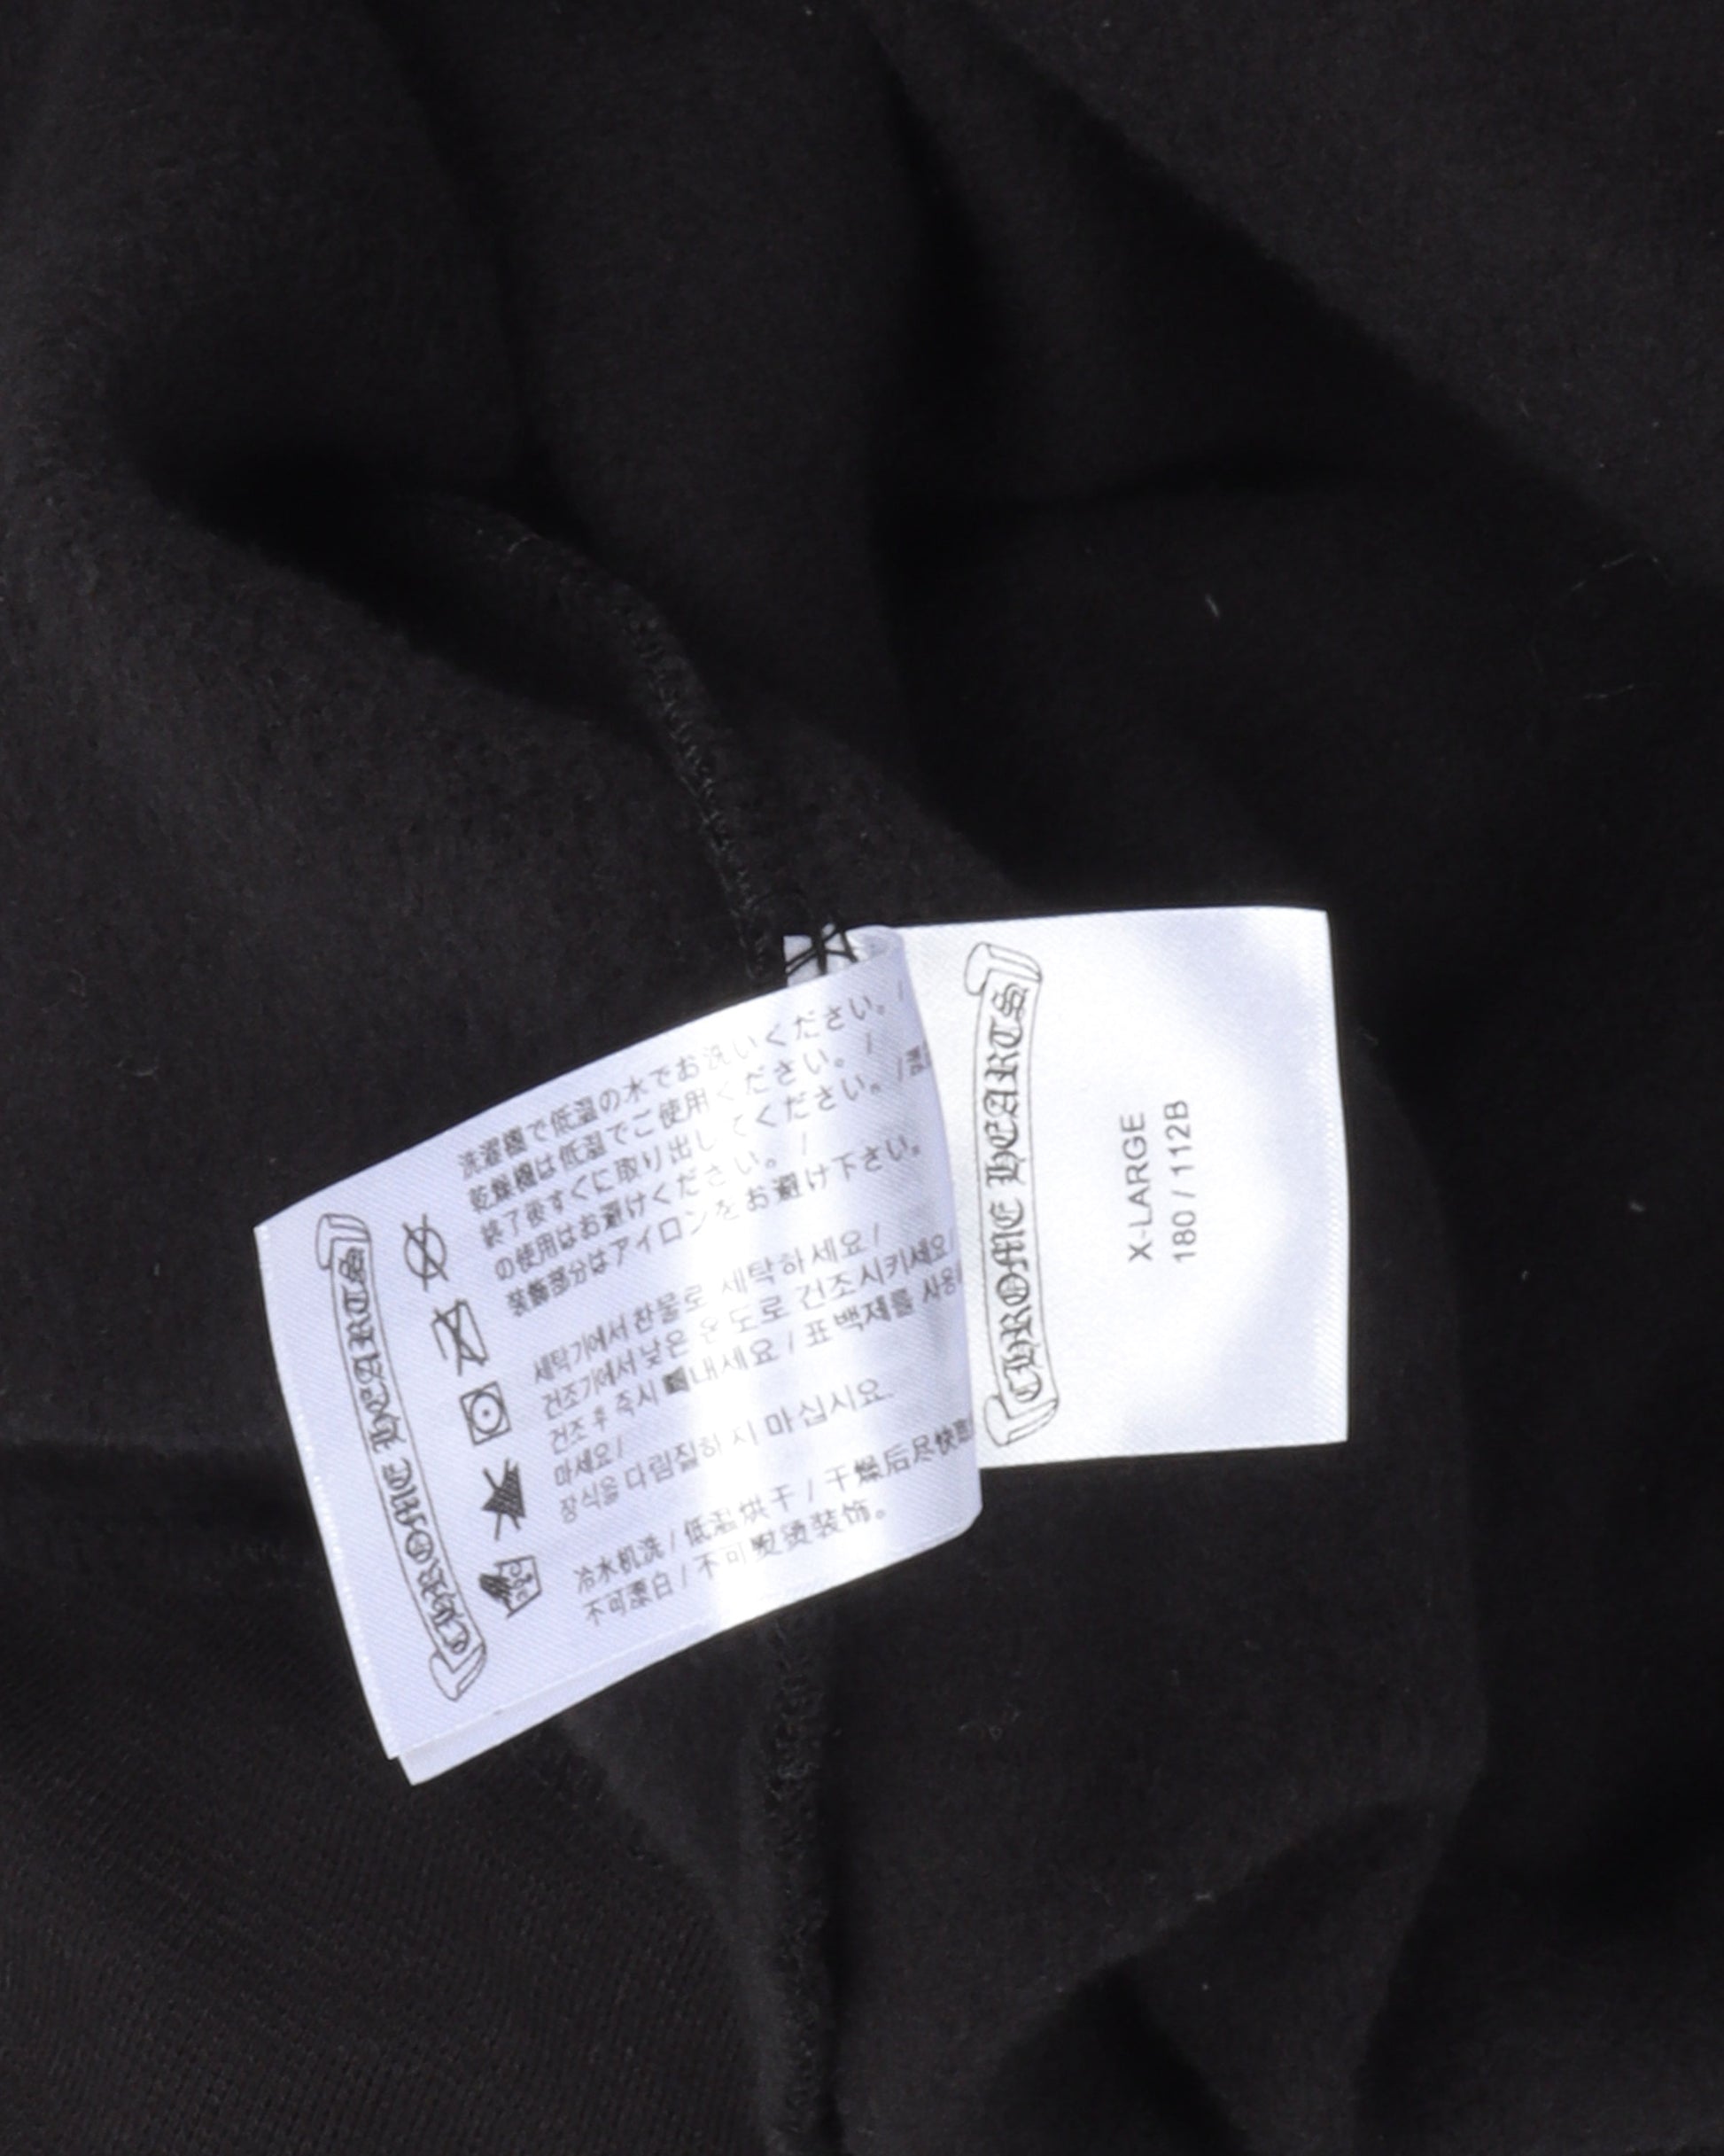 CHROME HEARTS
洗濯機で低温の水でお洗いください。/
乾燥機は低温でご使用ください。/
終了後すぐに取り出してください。/
の使用はお避けください。/
装飾部分はアイロンをお避け下さい。
세탁기에서 찬물로 세탁하세요/
건조기에서 낮은 온도로 건조시키세요
건조 후 즉시 세요 / 표백제를 사용
마세요/
장식을 다림질하시 마십시요.
冷水机洗 / 低温烘干 / 干燥后尽快
不可漂白 / 不可熨烫装饰。
CHROME HEARTS
X-LARGE
180 / 112B